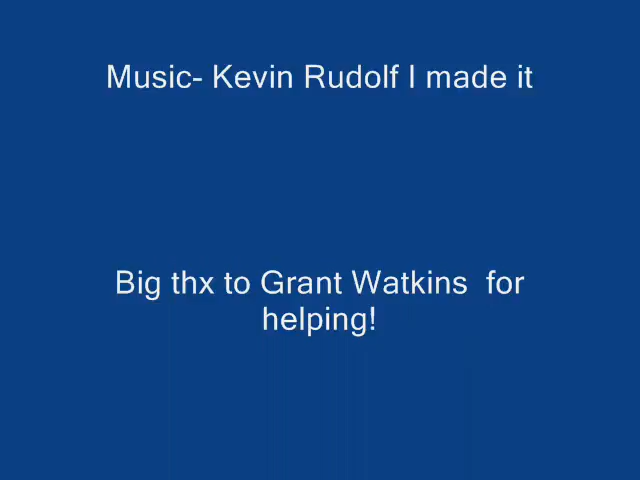 Music- Kevin Rudolf I made it
Big thx to Grant Watkins  for
helping!